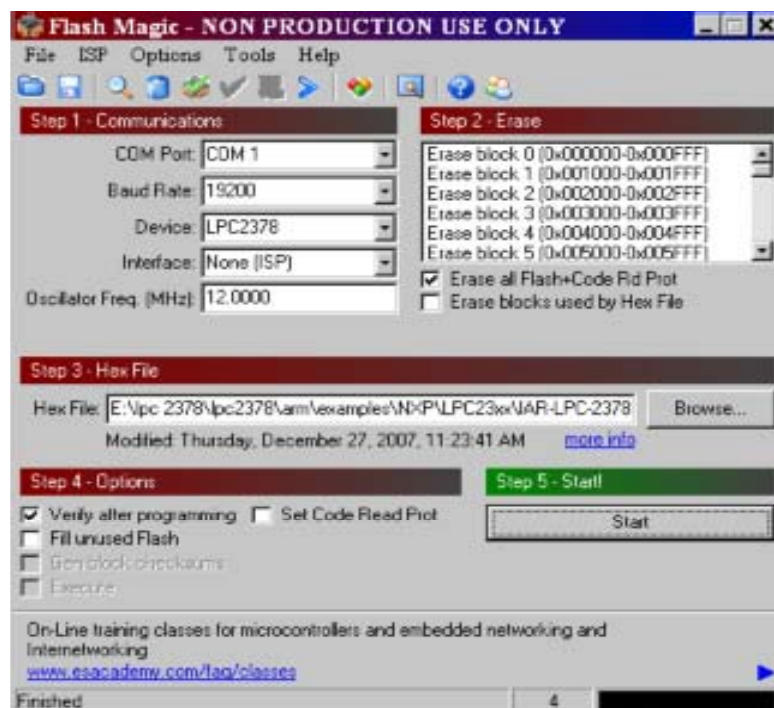 Flash Magic - NON PRODUCTION USE ONLY
File ISP Options Tools Help
Step 1 - Communications
COM Port: COM 1
Baud Rate: 19200
Device: LPC2378
Interface: None (ISP)
Oscillator Freq. (MHz): 12.0000
Step 2 - Erase
Erase block 0 (0x000000-0x000FFF)
Erase block 1 (0x001000-0x001FFF)
Erase block 2 (0x002000-0x002FFF)
Erase block 3 (0x003000-0x003FFF)
Erase block 4 (0x004000-0x004FFF)
Erase block 5 (0x005000-0x005FFF)
Erase all Flash+Code Rd Prot
Erase blocks used by Hex File
Step 3 - Hex File
Hex File: E:\lpc 2378\lpc2378\arm\examples\NXP\LPC23xx\IAR-LPC-2378 Browse...
Modified: Thursday, December 27, 2007, 11:23:41 AM more info
Step 4 - Options
Verify after programming Set Code Read Prot
Fill unused Flash
Gen block checksums
Execute
Step 5 - Start!
Start
On-Line training classes for microcontrollers and embedded networking and
Internetworking
www.esacademy.com/faq/classes
Finished 4